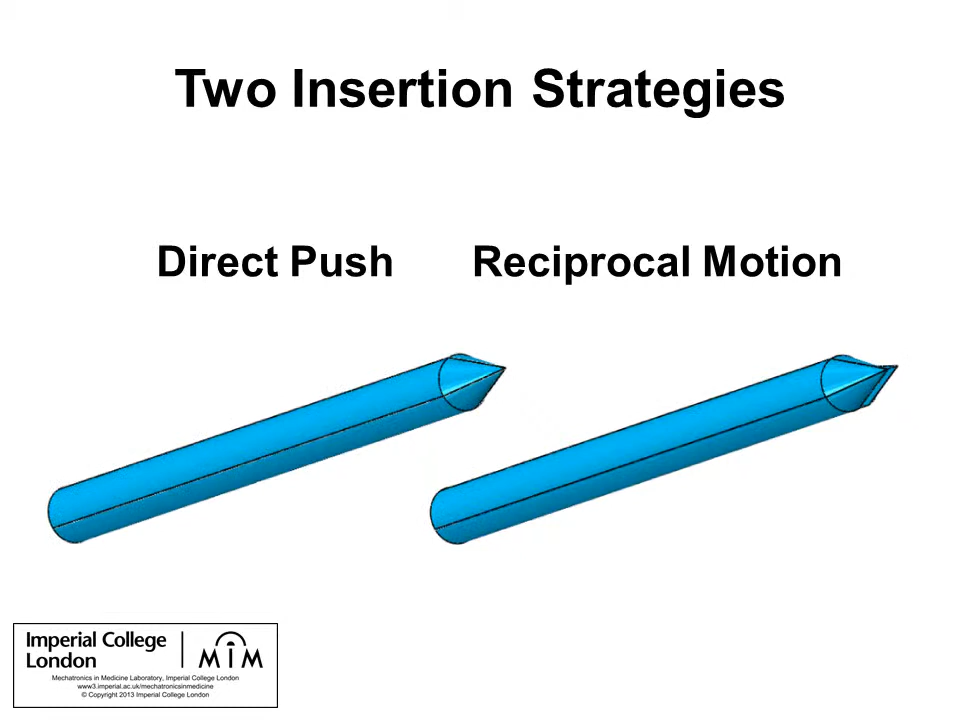 Two Insertion Strategies
Direct Push
Reciprocal Motion
Imperial College
London
MIM
Mechatronics in Medicine Laboratory, Imperial College London
www3.imperial.ac.uk/mechatronicsinmedicine
© Copyright 2013 Imperial College London